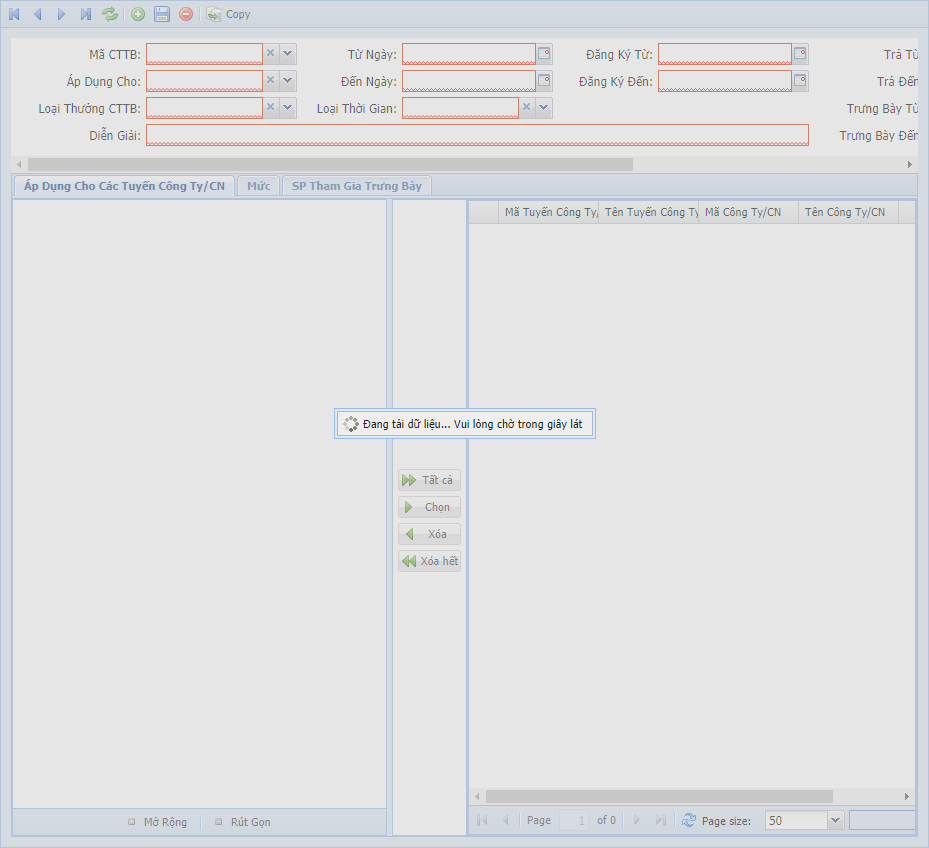 Copy
Mã CTTB:
Từ Ngày:
Đăng Ký Từ:
Trả Từ
Áp Dụng Cho:
Đến Ngày:
Đăng Ký Đến:
Trả Đến
Loại Thưởng CTTB:
Loại Thời Gian:
Trưng Bày Từ
Diễn Giải:
Trưng Bày Đến
Áp Dụng Cho Các Tuyến Công Ty/CN
Mức
SP Tham Gia Trưng Bày
Mã Tuyến Công Ty/
Tên Tuyến Công Ty
Mã Công Ty/CN
Tên Công Ty/CN
Đang tải dữ liệu... Vui lòng chờ trong giây lát
Tất cả
Chọn
Xóa
Xóa hết
Mở Rộng
Rút Gọn
Page 1 of 0
Page size: 50